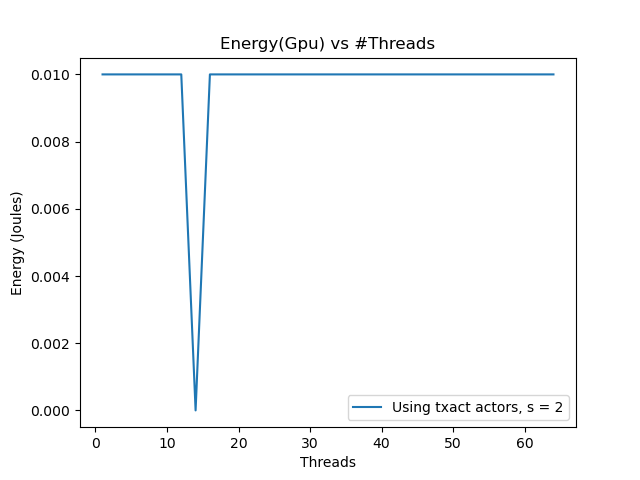 Energy(Gpu) vs #Threads
Energy (Joules)
0.010
0.008
0.006
0.004
0.002
0.000
Using txact actors, s = 2
0 10 20 30 40 50 60
Threads